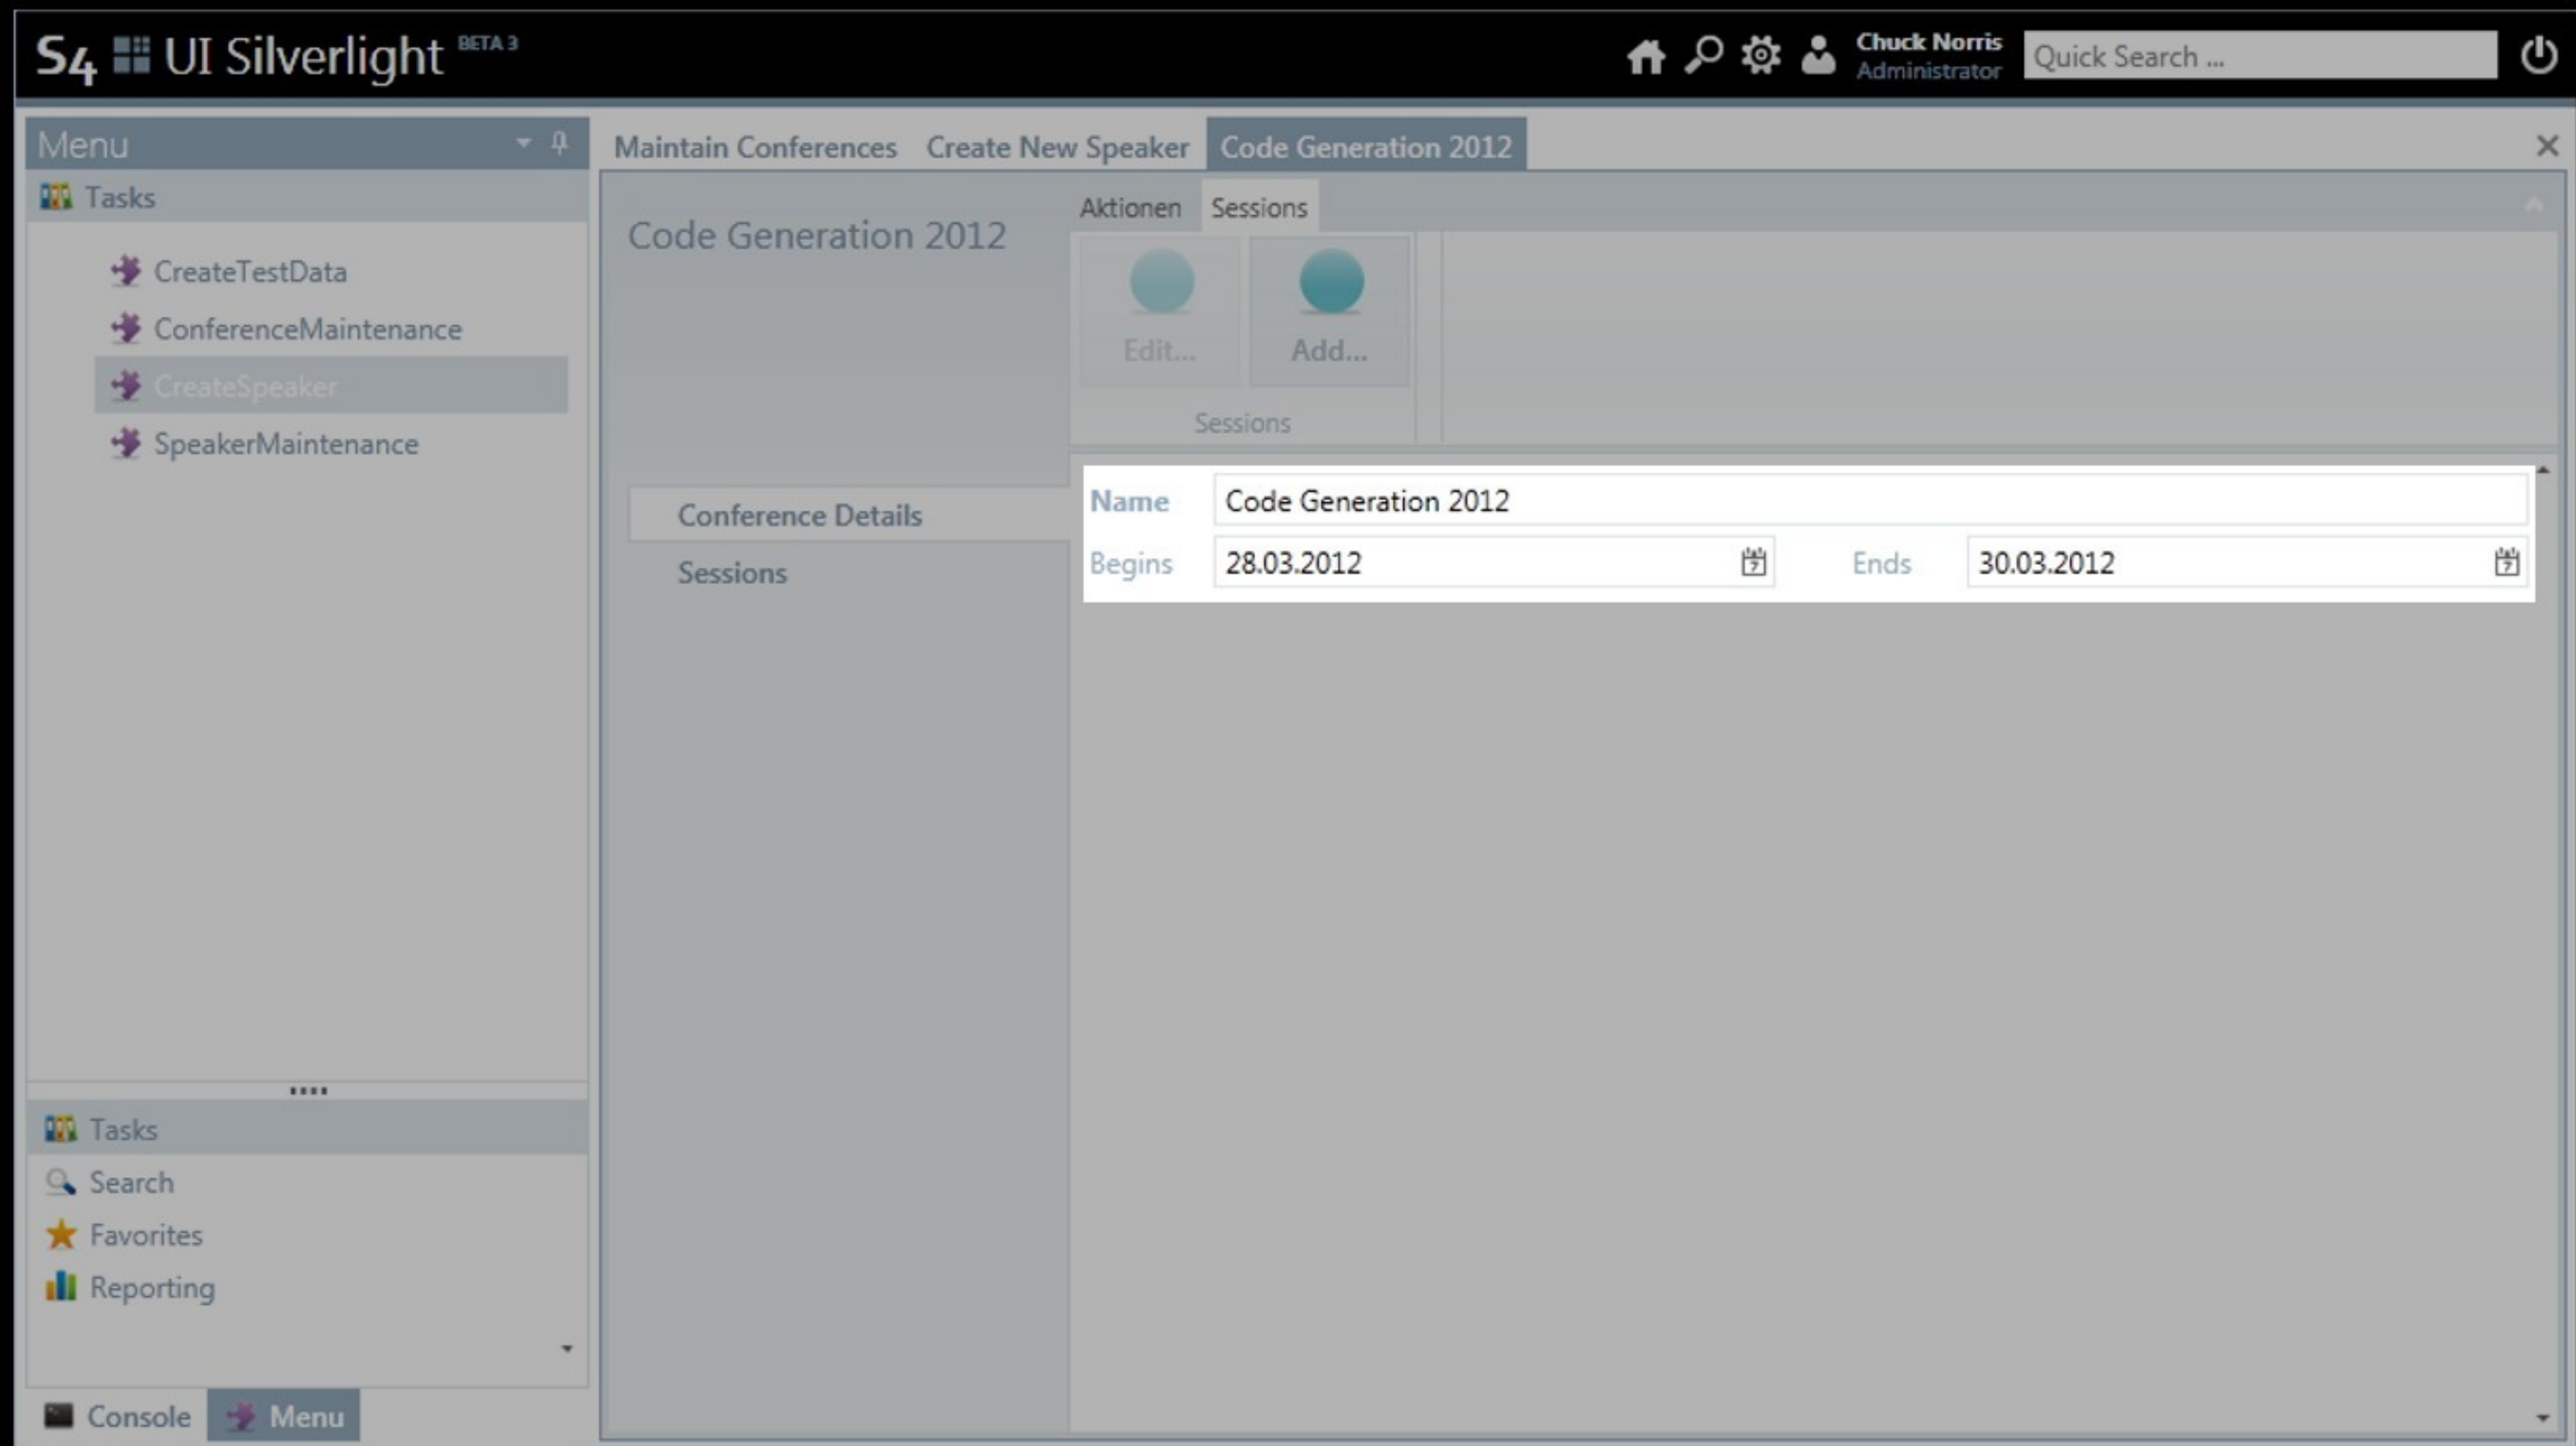 S4 UI Silverlight BETA 3
Chuck Norris
Administrator
Quick Search ...
Menu
Tasks
CreateTestData
ConferenceMaintenance
CreateSpeaker
SpeakerMaintenance
Tasks
Search
Favorites
Reporting
Console Menu
Maintain Conferences Create New Speaker Code Generation 2012
Code Generation 2012
Conference Details
Sessions
Aktionen Sessions
Edit... Add...
Sessions
Name Code Generation 2012
Begins 28.03.2012 Ends 30.03.2012